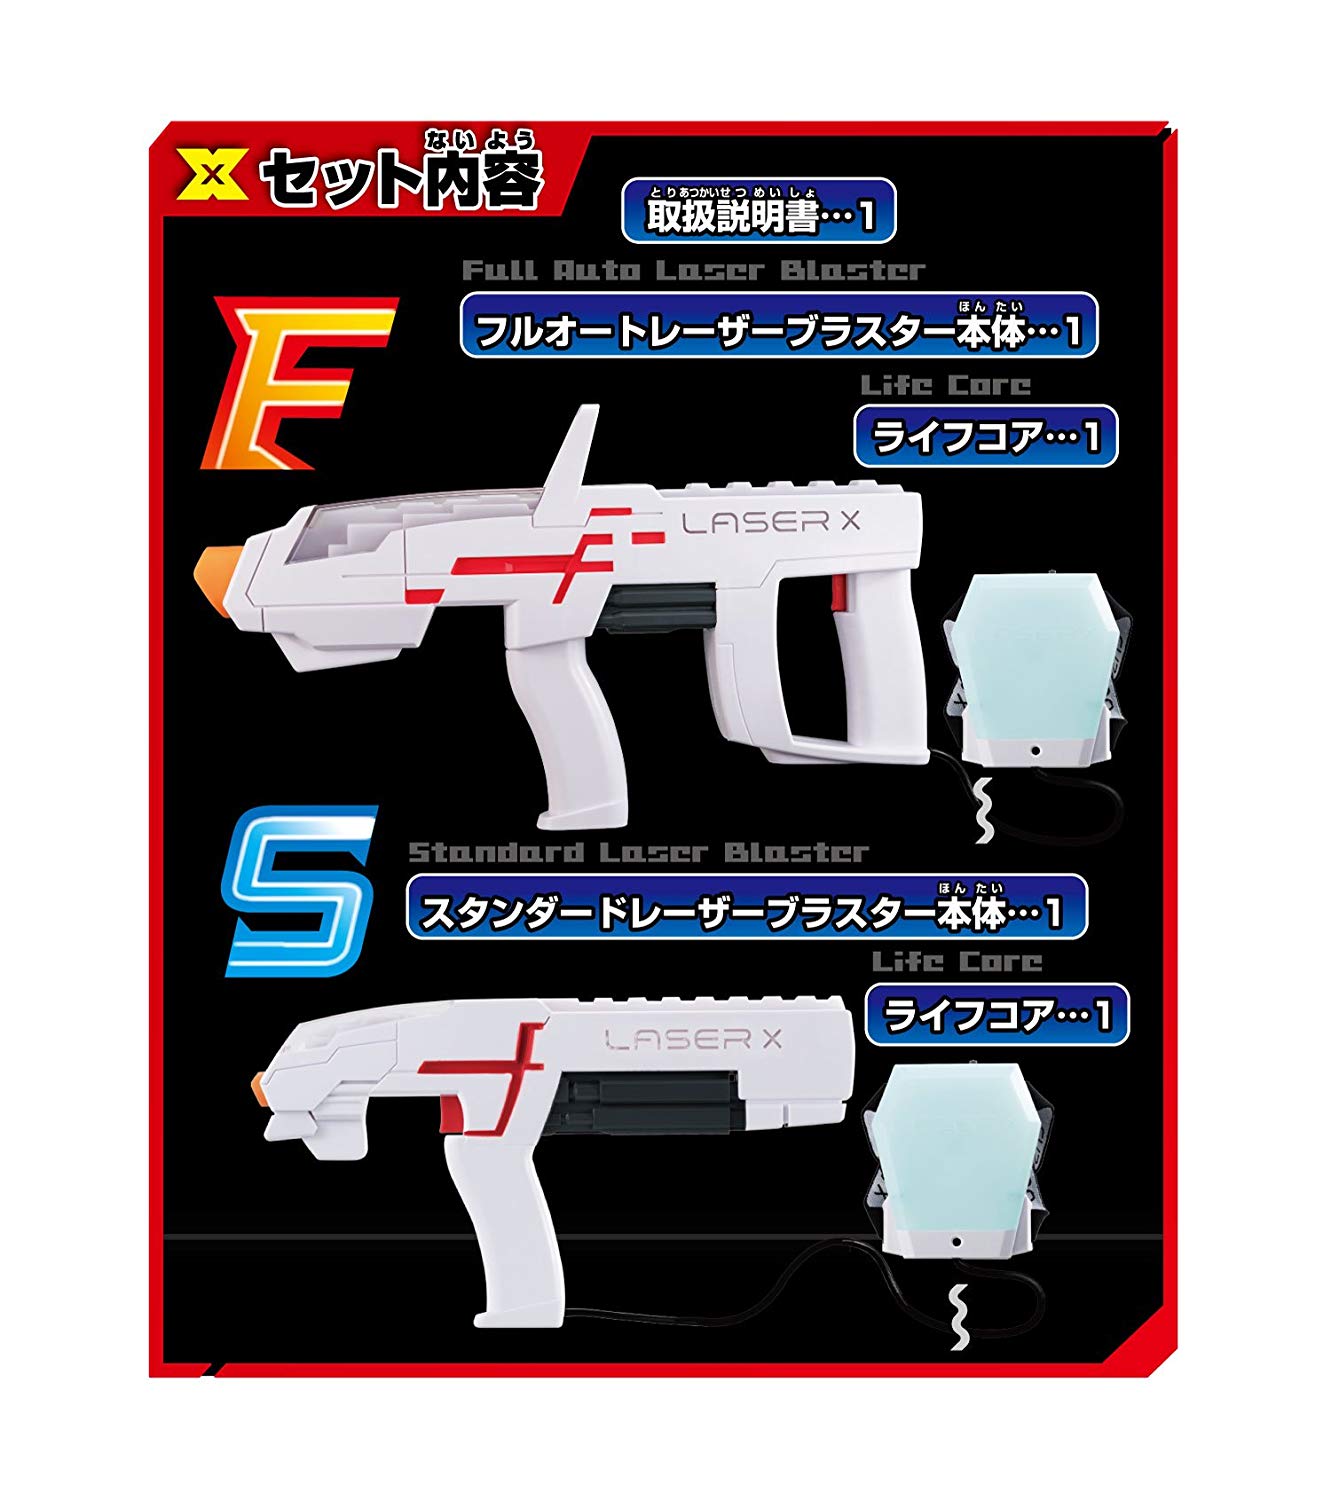 X セット内容
ないよう
とりあつかいせつめいしょ
取扱説明書…1
Full Auto Laser Blaster
F
ほんたい
フルオートレーザーブラスター本体…1
Life Core
ライフコア…1
LASER X
S
Standard Laser Blaster
ほんたい
スタンダードレーザーブラスター本体…1
Life Core
ライフコア…1
LASER X